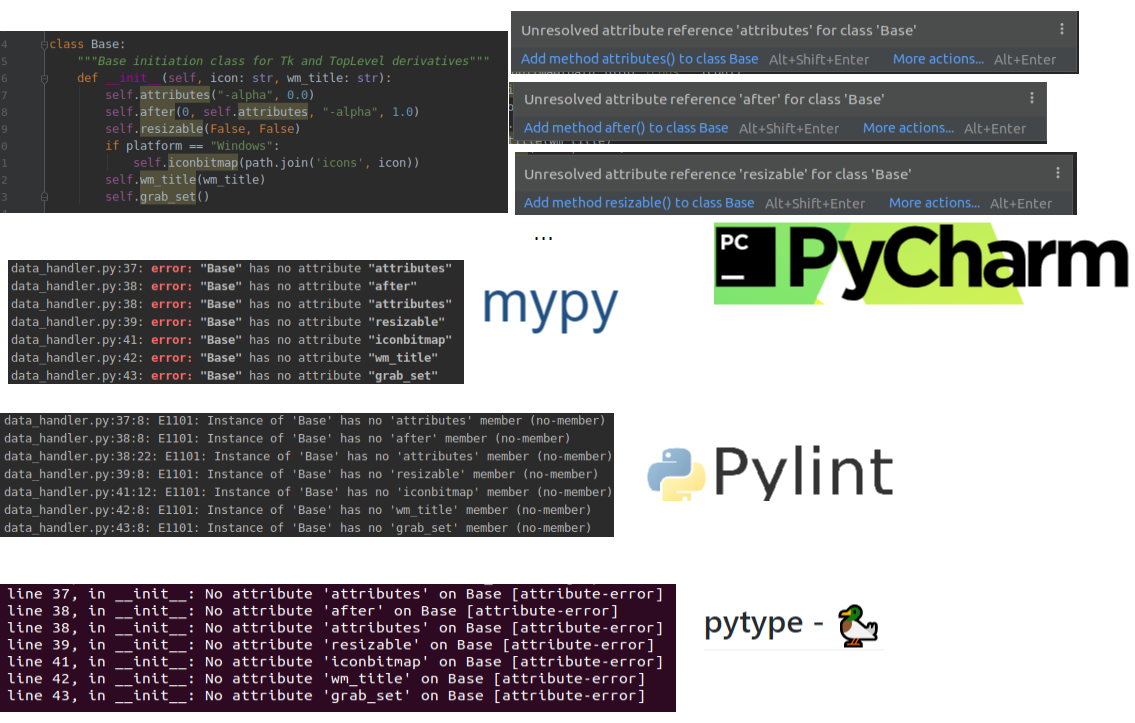 4 class Base:
5 """Base initiation class for Tk and TopLevel derivatives"""
6 def __init__(self, icon: str, wm_title: str):
7 self.attributes("-alpha", 0.0)
8 self.after(0, self.attributes, "-alpha", 1.0)
9 self.resizable(False, False)
0 if platform == "Windows":
1 self.iconbitmap(path.join('icons', icon))
2 self.wm_title(wm_title)
3 self.grab_set()
Unresolved attribute reference 'attributes' for class 'Base'
Add method attributes() to class Base Alt+Shift+Enter More actions... Alt+Enter
Unresolved attribute reference 'after' for class 'Base'
Add method after() to class Base Alt+Shift+Enter More actions... Alt+Enter
Unresolved attribute reference 'resizable' for class 'Base'
Add method resizable() to class Base Alt+Shift+Enter More actions... Alt+Enter
...
PC PyCharm
data_handler.py:37: error: "Base" has no attribute "attributes"
data_handler.py:38: error: "Base" has no attribute "after"
data_handler.py:38: error: "Base" has no attribute "attributes"
data_handler.py:39: error: "Base" has no attribute "resizable"
data_handler.py:41: error: "Base" has no attribute "iconbitmap"
data_handler.py:42: error: "Base" has no attribute "wm_title"
data_handler.py:43: error: "Base" has no attribute "grab_set"
mypy
data_handler.py:37:8: E1101: Instance of 'Base' has no 'attributes' member (no-member)
data_handler.py:38:8: E1101: Instance of 'Base' has no 'after' member (no-member)
data_handler.py:38:22: E1101: Instance of 'Base' has no 'attributes' member (no-member)
data_handler.py:39:8: E1101: Instance of 'Base' has no 'resizable' member (no-member)
data_handler.py:41:12: E1101: Instance of 'Base' has no 'iconbitmap' member (no-member)
data_handler.py:42:8: E1101: Instance of 'Base' has no 'wm_title' member (no-member)
data_handler.py:43:8: E1101: Instance of 'Base' has no 'grab_set' member (no-member)
Pylint
line 37, in __init__: No attribute 'attributes' on Base [attribute-error]
line 38, in __init__: No attribute 'after' on Base [attribute-error]
line 38, in __init__: No attribute 'attributes' on Base [attribute-error]
line 39, in __init__: No attribute 'resizable' on Base [attribute-error]
line 41, in __init__: No attribute 'iconbitmap' on Base [attribute-error]
line 42, in __init__: No attribute 'wm_title' on Base [attribute-error]
line 43, in __init__: No attribute 'grab_set' on Base [attribute-error]
pytype -